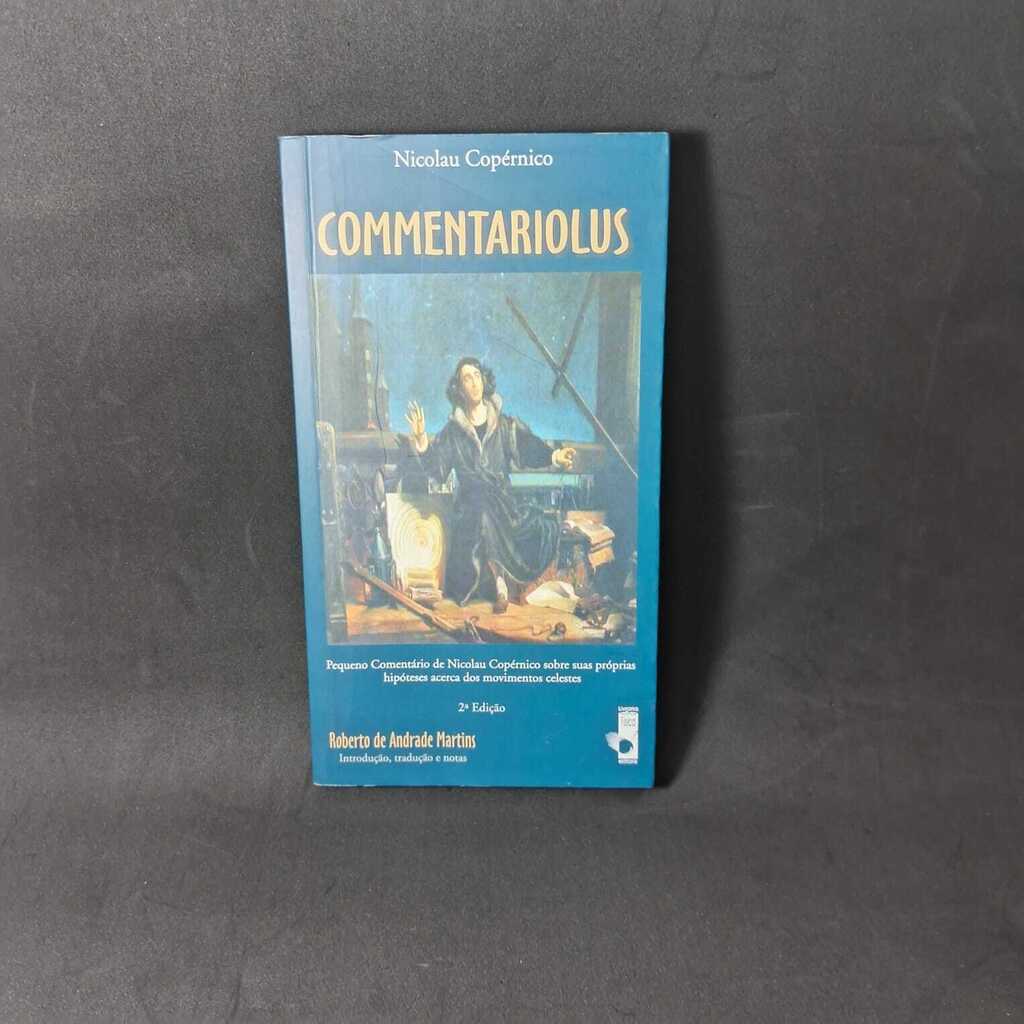 Nicolau Copérnico
COMMENTARIOLUS
Pequeno Comentário de Nicolau Copérnico sobre suas próprias
hipóteses acerca dos movimentos celestes
2ª Edição
Roberto de Andrade Martins
Introdução, tradução e notas
Livraria